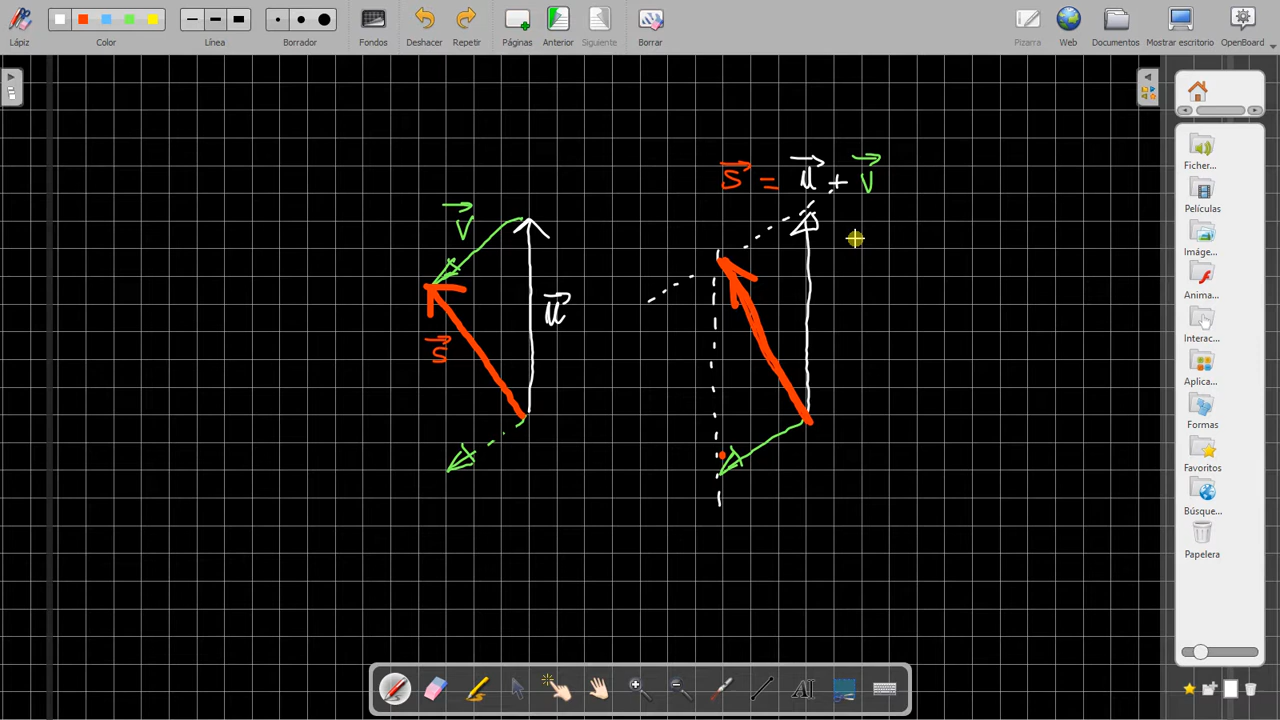 Lápiz Color Línea Borrador Fondos Deshacer Repetir Páginas Anterior Siguiente Borrar Pizarra Web Documentos Mostrar escritorio OpenBoard
s = u + v
v
u
s
Ficher...
Películas
Imáge...
Anima...
Interac...
Aplica...
Formas
Favoritos
Búsque...
Papelera
AI